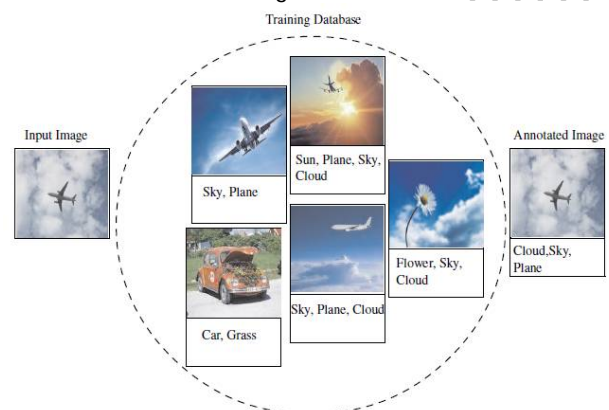 Training Database
Input Image
Annotated Image
Sun, Plane, Sky,
Cloud
Sky, Plane
Flower, Sky,
Cloud
Cloud,Sky,
Plane
Sky, Plane, Cloud
Car, Grass